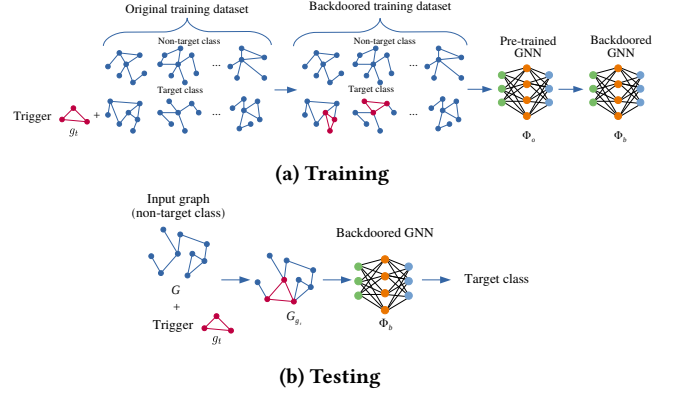 Original training dataset
Backdoored training dataset
Non-target class
...
Non-target class
...
Pre-trained
GNN
Backdoored
GNN
Target class
Target class
Trigger
g_t
+
...
...
Φ_a
Φ_b
(a) Training
Input graph
(non-target class)
Backdoored GNN
G
G_{g_t}
Φ_b
Target class
+
Trigger
g_t
(b) Testing